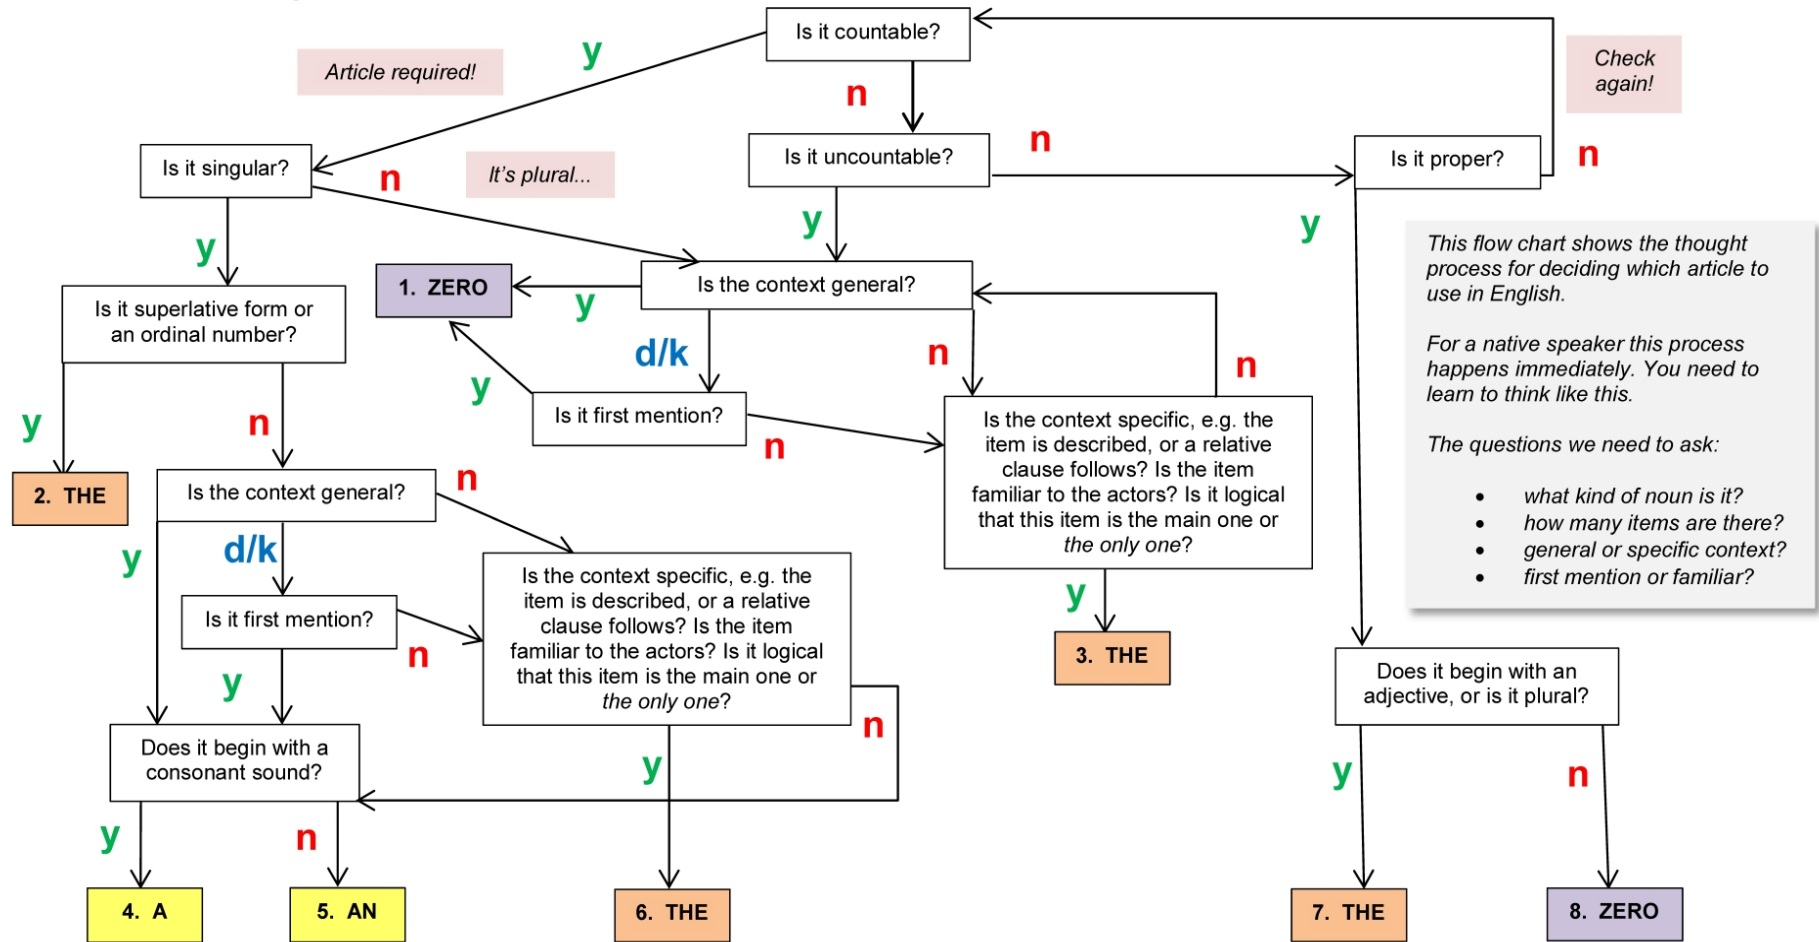 Is it countable?
y
Article required!
Check
again!
n
Is it singular?
n
It's plural...
Is it uncountable?
n
Is it proper?
n
y
y
y
This flow chart shows the thought
process for deciding which article to
use in English.
For a native speaker this process
happens immediately. You need to
learn to think like this.
The questions we need to ask:
• what kind of noun is it?
• how many items are there?
• general or specific context?
• first mention or familiar?
1. ZERO
y
Is the context general?
Is it superlative form or
an ordinal number?
d/k
n
n
y
Is it first mention?
n
Is the context specific, e.g. the
item is described, or a relative
clause follows? Is the item
familiar to the actors? Is it logical
that this item is the main one or
the only one?
y
3. THE
y
n
2. THE
Is the context general?
n
y
d/k
Is it first mention?
n
y
Is the context specific, e.g. the
item is described, or a relative
clause follows? Is the item
familiar to the actors? Is it logical
that this item is the main one or
the only one?
n
y
Does it begin with a
consonant sound?
y
n
4. A
5. AN
6. THE
Does it begin with an
adjective, or is it plural?
y
n
7. THE
8. ZERO